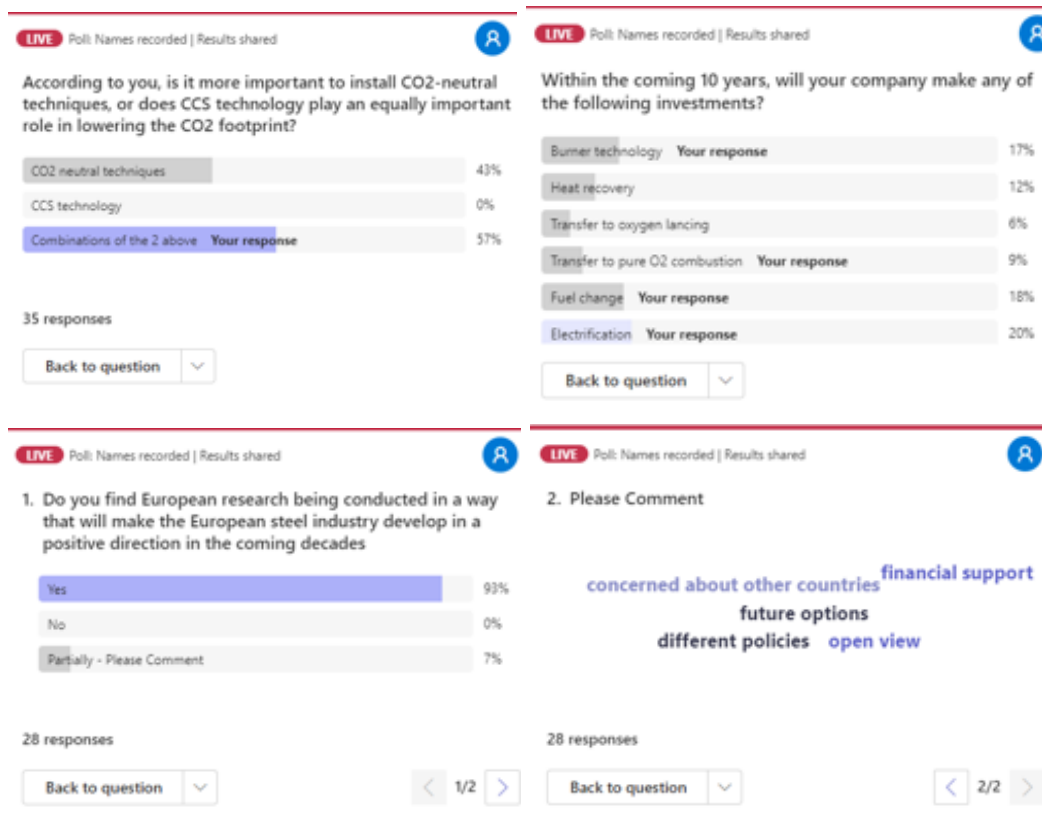 LIVE Poll: Names recorded | Results shared
According to you, is it more important to install CO2-neutral
techniques, or does CCS technology play an equally important
role in lowering the CO2 footprint?
CO2 neutral techniques 43%
CCS technology 0%
Combinations of the 2 above Your response 57%
35 responses
Back to question
LIVE Poll: Names recorded | Results shared
Within the coming 10 years, will your company make any of
the following investments?
Burner technology Your response 17%
Heat recovery 12%
Transfer to oxygen lancing 6%
Transfer to pure O2 combustion Your response 9%
Fuel change Your response 18%
Electrification Your response 20%
Back to question
LIVE Poll: Names recorded | Results shared
1. Do you find European research being conducted in a way
that will make the European steel industry develop in a
positive direction in the coming decades
Yes 93%
No 0%
Partially - Please Comment 7%
28 responses
Back to question 1/2
LIVE Poll: Names recorded | Results shared
2. Please Comment
financial support
concerned about other countries
future options
different policies open view
28 responses
Back to question 2/2